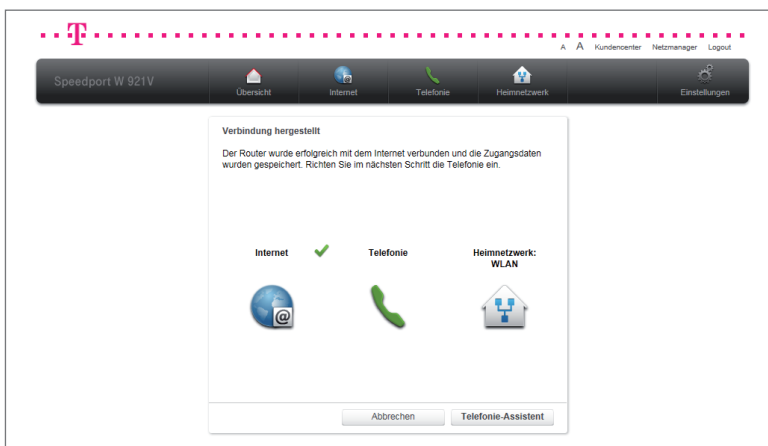 T
A A Kundencenter Netzmanager Logout
Speedport W 921V
Übersicht Internet Telefonie Heimnetzwerk Einstellungen
Verbindung hergestellt
Der Router wurde erfolgreich mit dem Internet verbunden und die Zugangsdaten
wurden gespeichert. Richten Sie im nächsten Schritt die Telefonie ein.
Internet Telefonie Heimnetzwerk:
WLAN
@
Abbrechen Telefonie-Assistent